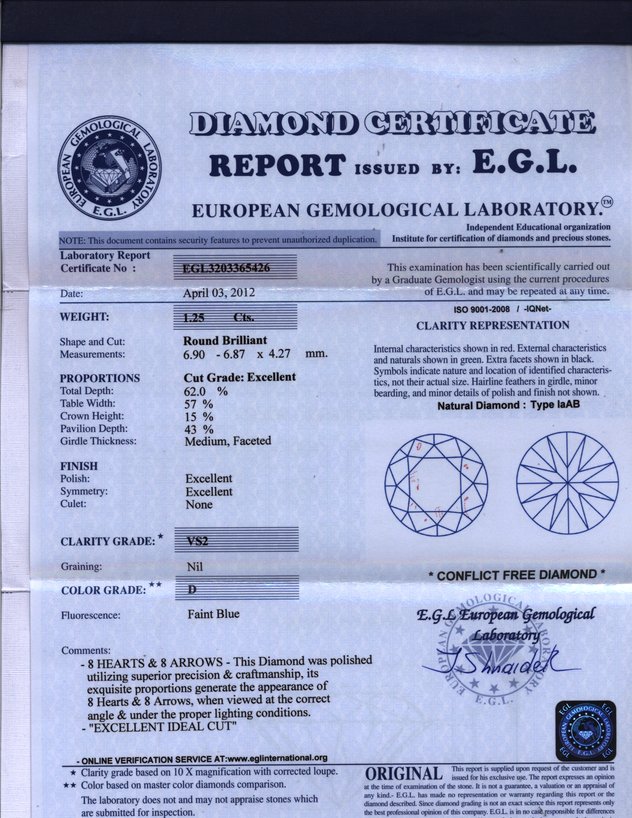 DIAMOND CERTIFICATE
REPORT ISSUED BY: E.G.L.
EUROPEAN GEMOLOGICAL LABORATORY.™
EUROPEAN GEMOLOGICAL LABORATORY
E.G.L.
Independent Educational organization
Institute for certification of diamonds and precious stones.
NOTE: This document contains security features to prevent unauthorized duplication.
Laboratory Report
Certificate No : EGL3203365426
Date: April 03, 2012
WEIGHT: 1.25 Cts.
Shape and Cut: Round Brilliant
Measurements: 6.90 - 6.87 x 4.27 mm.
PROPORTIONS Cut Grade: Excellent
Total Depth: 62.0 %
Table Width: 57 %
Crown Height: 15 %
Pavilion Depth: 43 %
Girdle Thickness: Medium, Faceted
FINISH
Polish: Excellent
Symmetry: Excellent
Culet: None
CLARITY GRADE:* VS2
Graining: Nil
COLOR GRADE:** D
Fluorescence: Faint Blue
Comments:
- 8 HEARTS & 8 ARROWS - This Diamond was polished
utilizing superior precision & craftmanship, its
exquisite proportions generate the appearance of
8 Hearts & 8 Arrows, when viewed at the correct
angle & under the proper lighting conditions.
- "EXCELLENT IDEAL CUT"
- ONLINE VERIFICATION SERVICE AT:www.eglinternational.org
* Clarity grade based on 10 X magnification with corrected loupe.
** Color based on master color diamonds comparison.
The laboratory does not and may not appraise stones which
are submitted for inspection.
This examination has been scientifically carried out
by a Graduate Gemologist using the current procedures
of E.G.L. and may be repeated at any time.
ISO 9001-2008 / -IQNet-
CLARITY REPRESENTATION
Internal characteristics shown in red. External characteristics
and naturals shown in green. Extra facets shown in black.
Symbols indicate nature and location of identified characteris-
tics, not their actual size. Hairline feathers in girdle, minor
bearding, and minor details of polish and finish not shown.
Natural Diamond : Type IaAB
* CONFLICT FREE DIAMOND *
E.G.L European Gemological
Laboratory
E.G.L.
ORIGINAL This report is supplied upon request of the customer and is
issued for his exclusive use. The report expresses an opinion
at the time of examination of the stone. It is not a guarantee, a valuation or an appraisal of
any kind.- E.G.L. has made no representation or warranty regarding this report or the
diamond described. Since diamond grading is not an exact science this report represents only
the best professional opinion of this company. E.G.L. is in no case responsible for differences